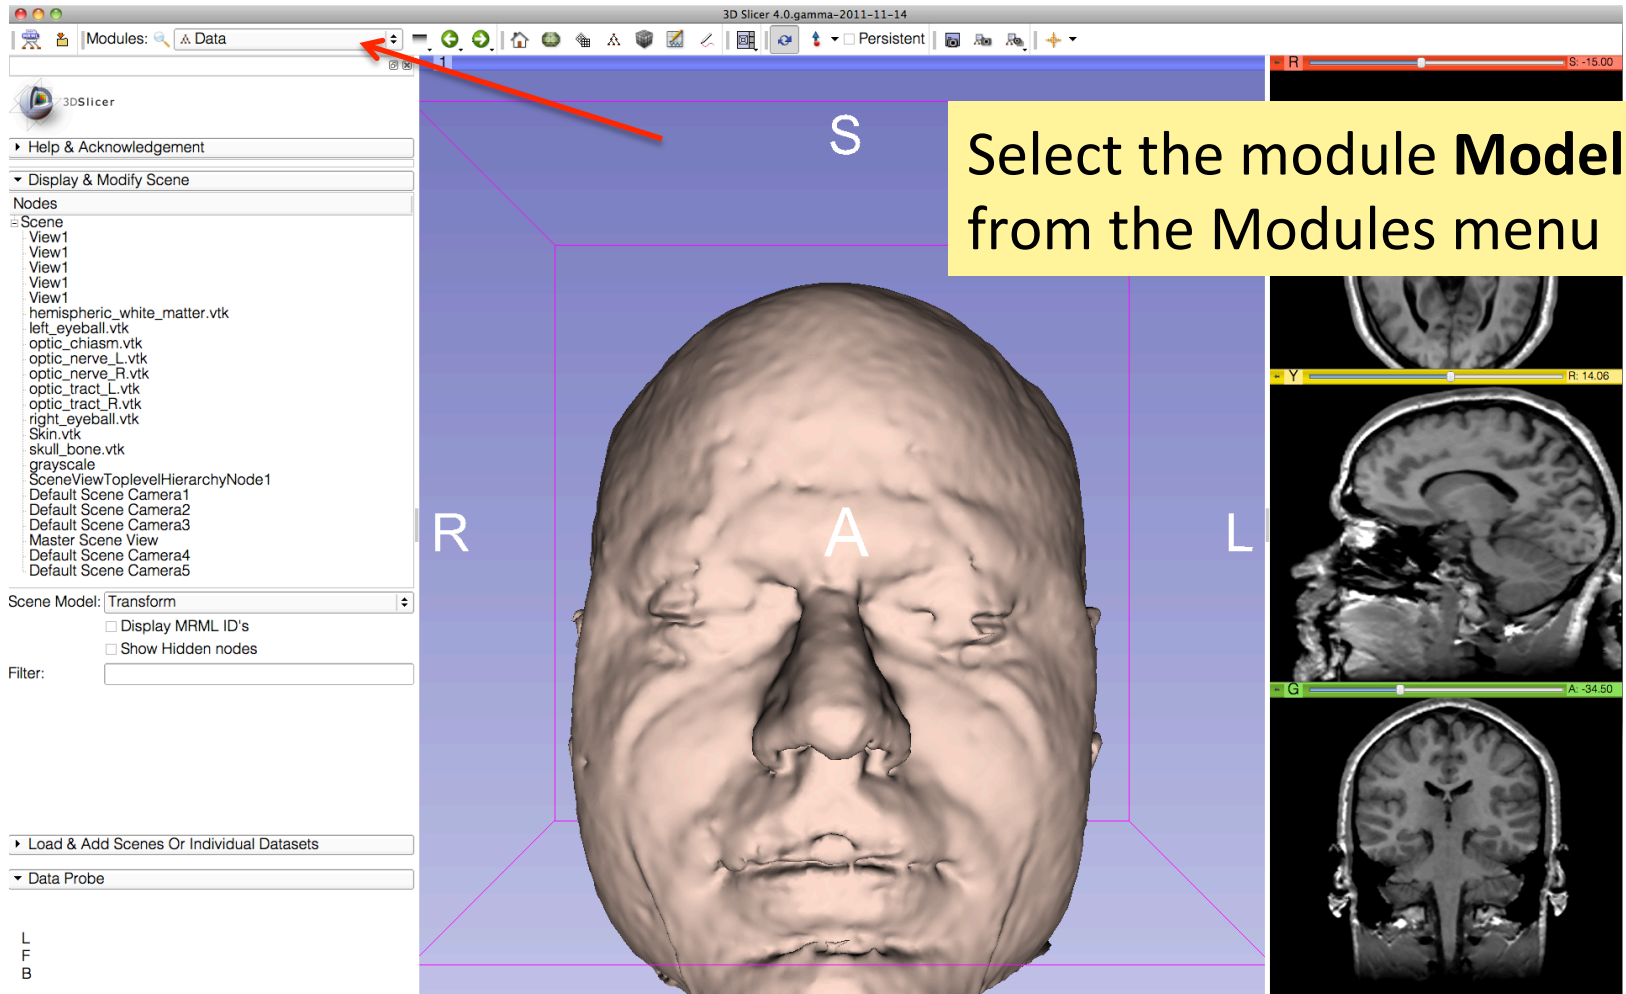 3D Slicer 4.0.gamma-2011-11-14
Modules: Data
Persistent
3DSlicer
Help & Acknowledgement
Display & Modify Scene
Nodes
Scene
View1
View1
View1
View1
View1
hemispheric_white_matter.vtk
left_eyeball.vtk
optic_chiasm.vtk
optic_nerve_L.vtk
optic_nerve_R.vtk
optic_tract_L.vtk
optic_tract_R.vtk
right_eyeball.vtk
Skin.vtk
skull_bone.vtk
grayscale
SceneViewToplevelHierarchyNode1
Default Scene Camera1
Default Scene Camera2
Default Scene Camera3
Master Scene View
Default Scene Camera4
Default Scene Camera5
Scene Model: Transform
Display MRML ID's
Show Hidden nodes
Filter:
Load & Add Scenes Or Individual Datasets
Data Probe
L
F
B
1
S
R
A
L
Select the module Model
from the Modules menu
R S: -15.00
Y R: 14.06
G A: -34.50